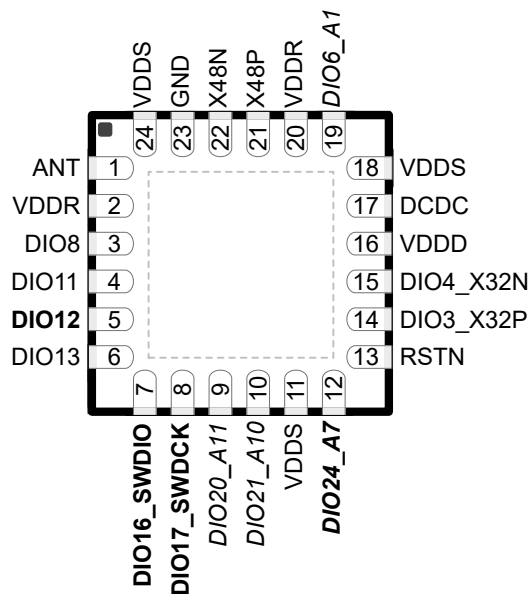 VDDS
GND
X48N
X48P
VDDR
DIO6_A1
24
23
22
21
20
19
ANT 1
VDDR 2
DIO8 3
DIO11 4
DIO12 5
DIO13 6
18 VDDS
17 DCDC
16 VDDD
15 DIO4_X32N
14 DIO3_X32P
13 RSTN
7
8
9
10
11
12
DIO16_SWDIO
DIO17_SWDCK
DIO20_A11
DIO21_A10
VDDS
DIO24_A7